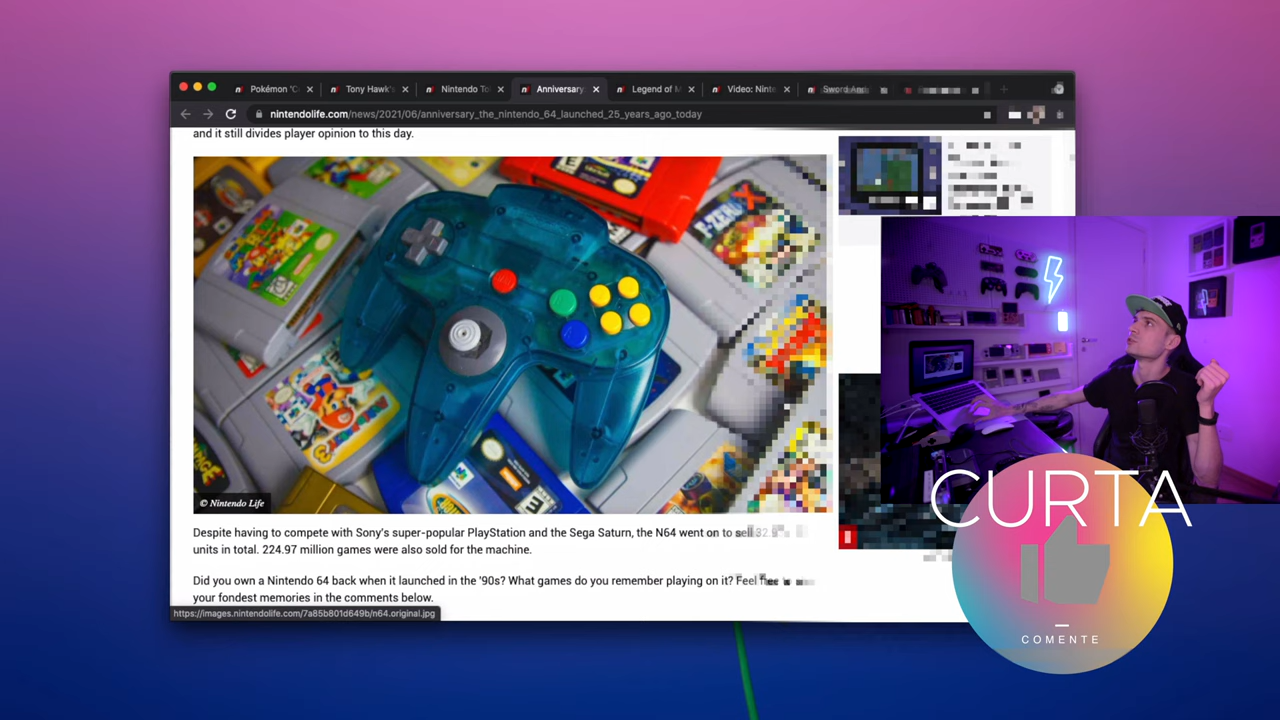 Pokémon 'C
Tony Hawk's
Nintendo To
Anniversary
Legend of M
Video: Ninte
Sword
nintendolife.com/news/2021/06/anniversary_the_nintendo_64_launched_25_years_ago_today
and it still divides player opinion to this day.
F-ZERO X
© Nintendo Life
Despite having to compete with Sony's super-popular PlayStation and the Sega Saturn, the N64 went on to sell
units in total. 224.97 million games were also sold for the machine.
Did you own a Nintendo 64 back when it launched in the '90s? What games do you remember playing on it? Feel
your fondest memories in the comments below.
https://images.nintendolife.com/7a85b801d649b/n64.original.jpg
CURTA
COMENTE